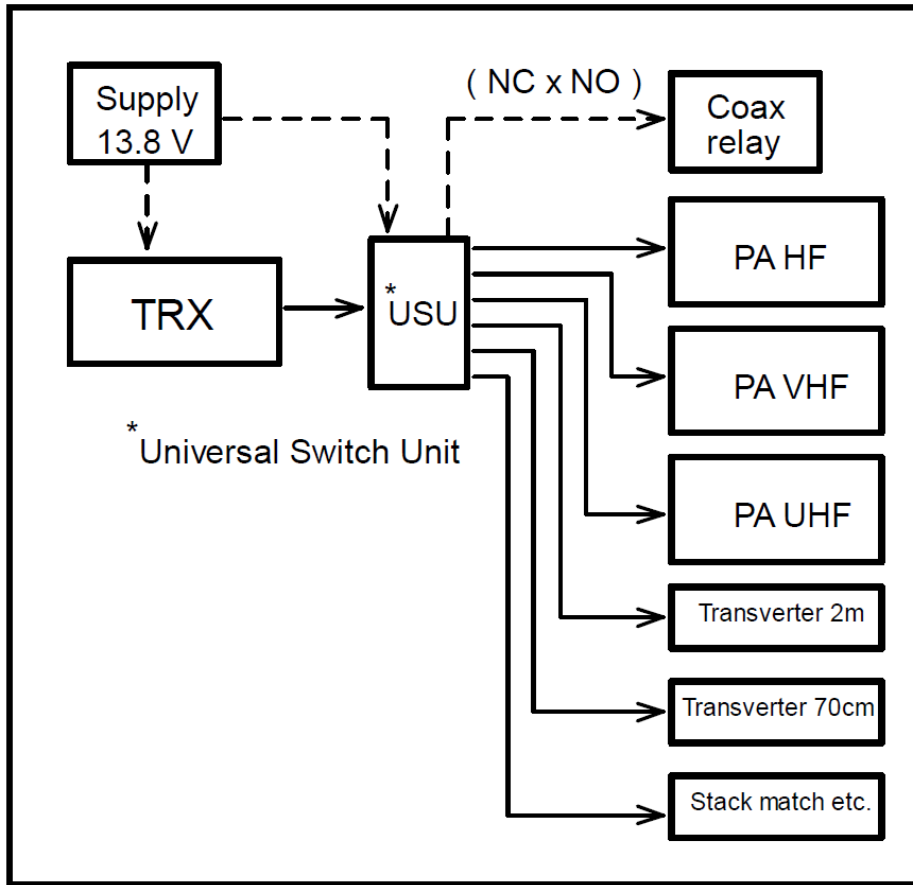 Supply
13.8 V
( NC x NO )
Coax
relay
PA HF
TRX
*USU
PA VHF
*Universal Switch Unit
PA UHF
Transverter 2m
Transverter 70cm
Stack match etc.